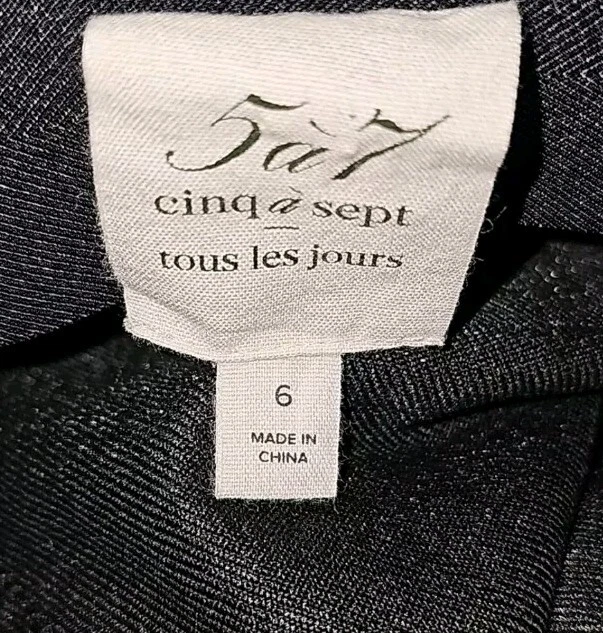 5à7
cinq à sept
tous les jours
6
MADE IN
CHINA